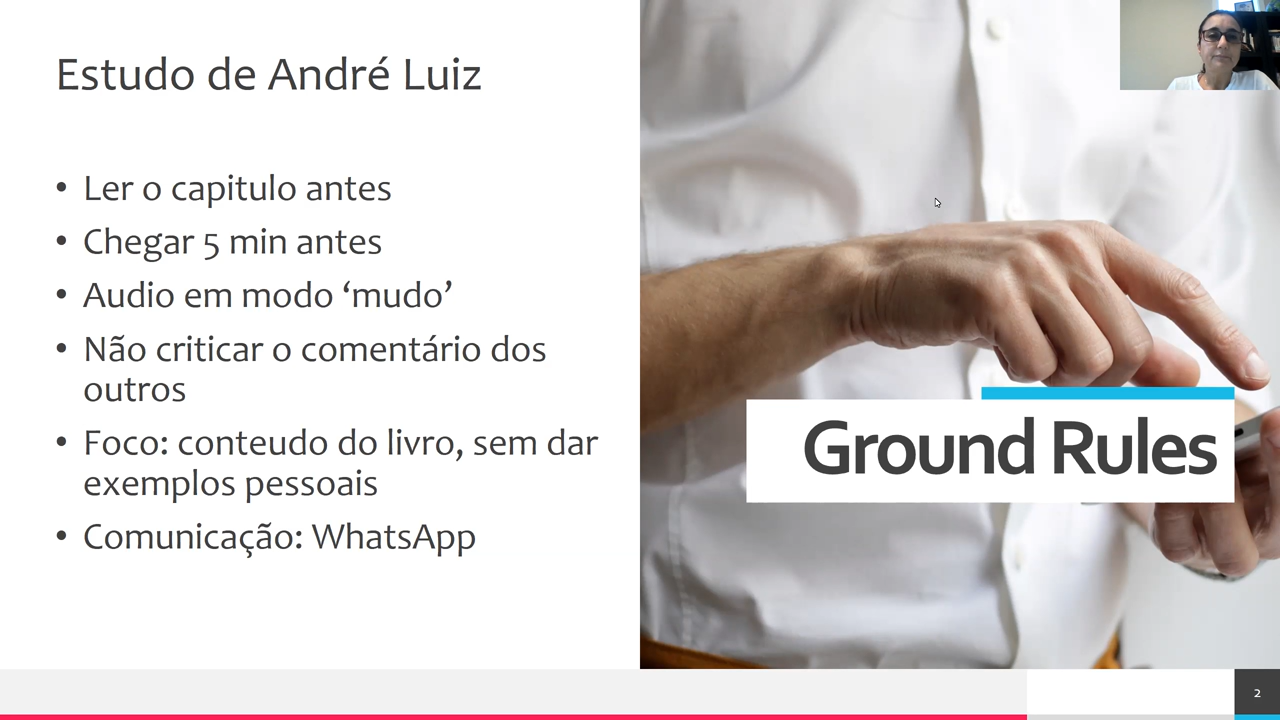 Estudo de André Luiz
• Ler o capitulo antes
• Chegar 5 min antes
• Audio em modo ‘mudo’
• Não criticar o comentário dos
outros
• Foco: conteudo do livro, sem dar
exemplos pessoais
• Comunicação: WhatsApp
Ground Rules
2